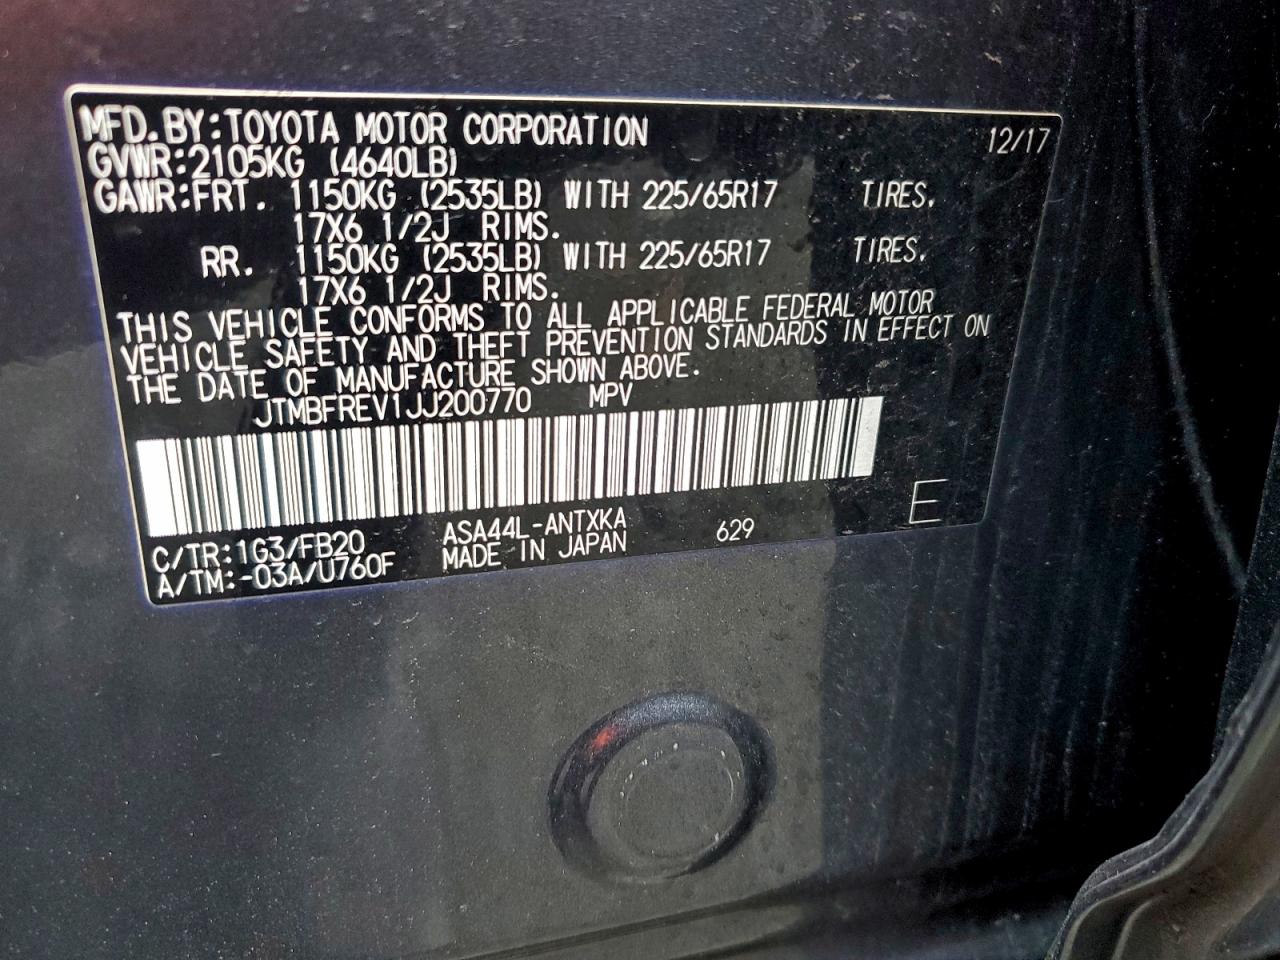 MFD.BY:TOYOTA MOTOR CORPORATION 12/17
GVWR:2105KG (4640LB)
GAWR:FRT. 1150KG (2535LB) WITH 225/65R17 TIRES.
17X6 1/2J RIMS.
RR. 1150KG (2535LB) WITH 225/65R17 TIRES.
17X6 1/2J RIMS.
THIS VEHICLE CONFORMS TO ALL APPLICABLE FEDERAL MOTOR
VEHICLE SAFETY AND THEFT PREVENTION STANDARDS IN EFFECT ON
THE DATE OF MANUFACTURE SHOWN ABOVE.
JTMBFREV1JJ200770 MPV
C/TR:1G3/FB20 ASA44L-ANTXKA 629 E
A/TM:-03A/U760F MADE IN JAPAN